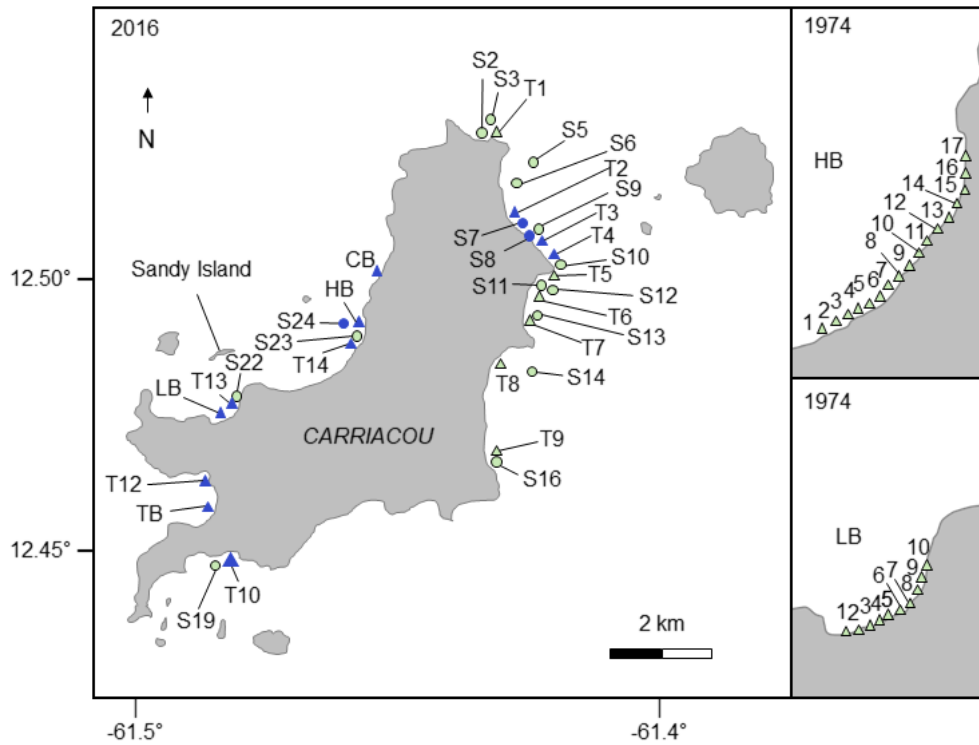 2016
N
S2
S3
T1
S5
S6
T2
S9
T3
S7
T4
S8
S10
T5
S11
S12
T6
S13
T7
T8
S14
T9
S16
CB
Sandy Island
HB
S24
S23
T14
S22
T13
LB
CARRIACOU
T12
TB
S19
T10
2 km
12.50°
12.45°
-61.5°
-61.4°
1974
HB
17
16
15
14
13
12
11
10
9
8
7
6
5
4
3
2
1
1974
LB
10
9
8
7
6
5
4
3
12